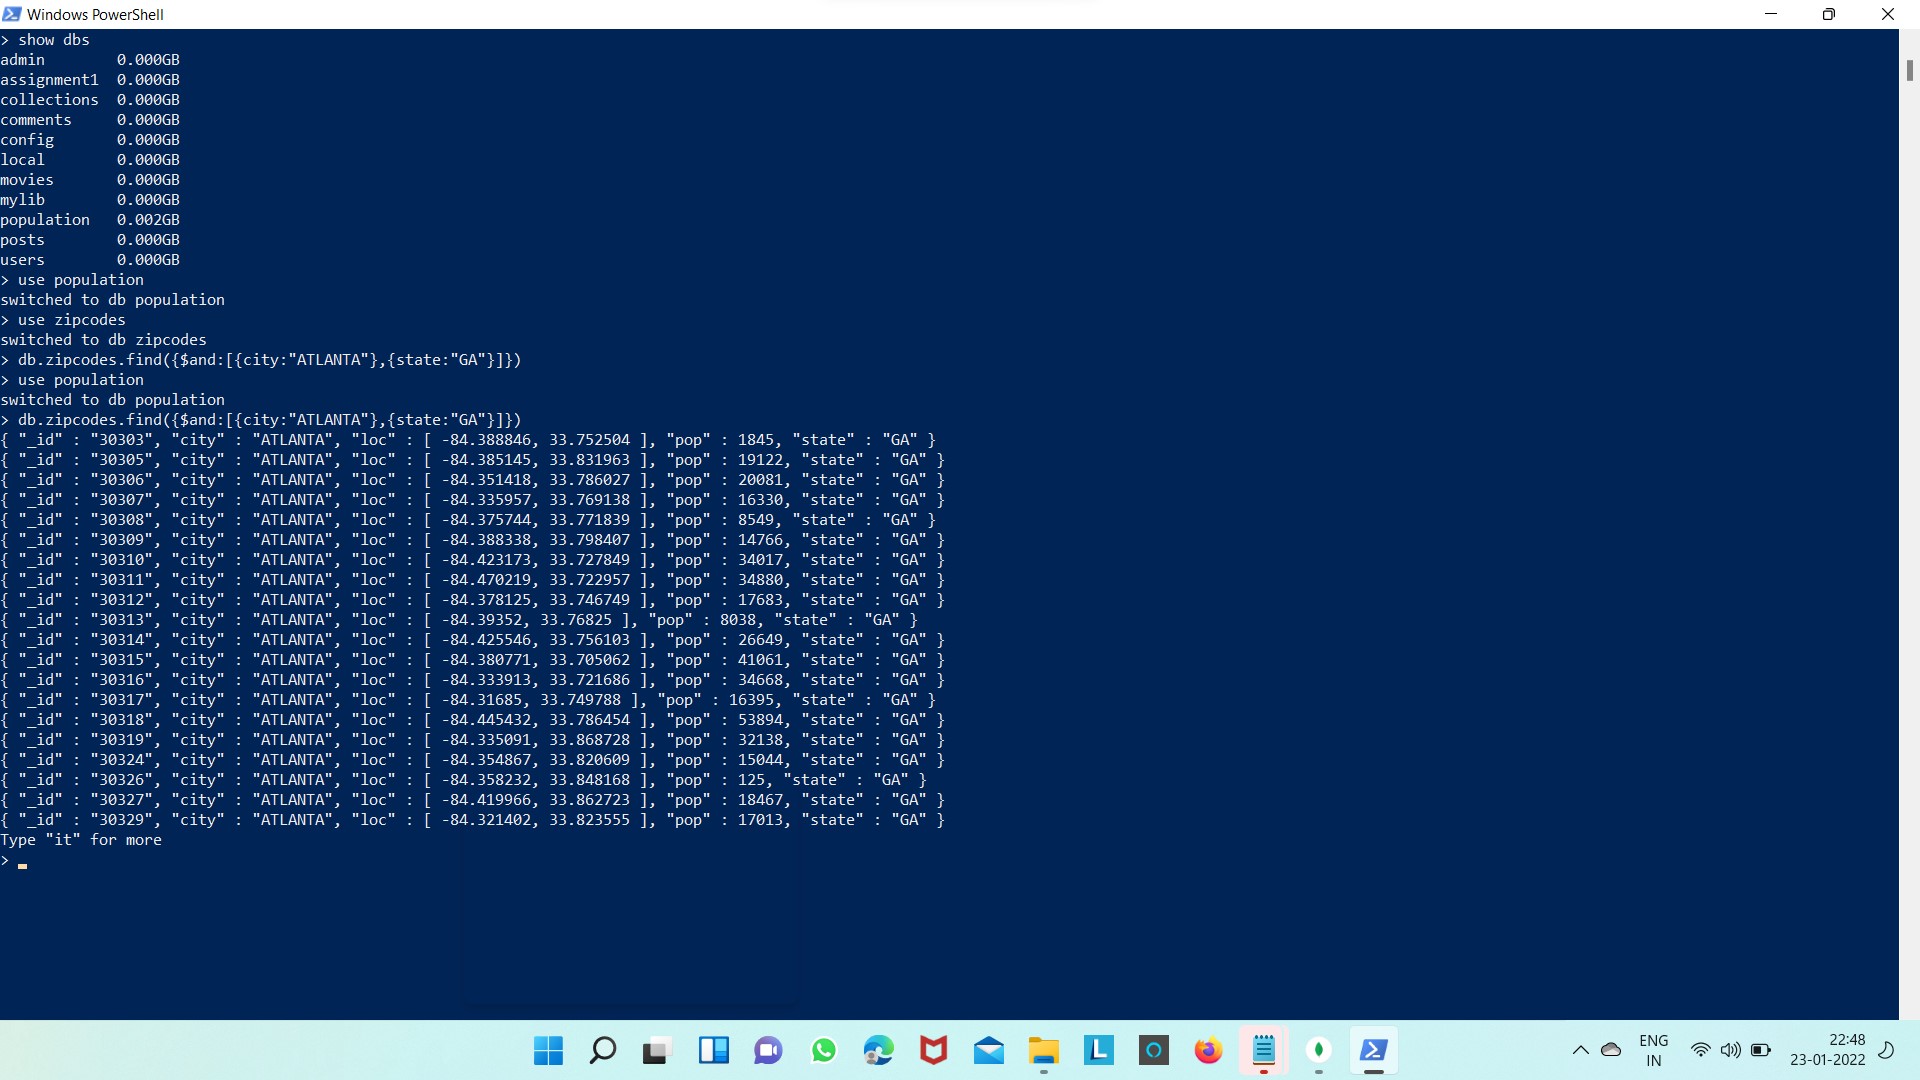 Windows PowerShell
> show dbs
admin        0.000GB
assignment1  0.000GB
collections  0.000GB
comments     0.000GB
config       0.000GB
local        0.000GB
movies       0.000GB
mylib        0.000GB
population   0.002GB
posts        0.000GB
users        0.000GB
> use population
switched to db population
> use zipcodes
switched to db zipcodes
> db.zipcodes.find({$and:[{city:"ATLANTA"},{state:"GA"}]})
> use population
switched to db population
> db.zipcodes.find({$and:[{city:"ATLANTA"},{state:"GA"}]})
{ "_id" : "30303", "city" : "ATLANTA", "loc" : [ -84.388846, 33.752504 ], "pop" : 1845, "state" : "GA" }
{ "_id" : "30305", "city" : "ATLANTA", "loc" : [ -84.385145, 33.831963 ], "pop" : 19122, "state" : "GA" }
{ "_id" : "30306", "city" : "ATLANTA", "loc" : [ -84.351418, 33.786027 ], "pop" : 20081, "state" : "GA" }
{ "_id" : "30307", "city" : "ATLANTA", "loc" : [ -84.335957, 33.769138 ], "pop" : 16330, "state" : "GA" }
{ "_id" : "30308", "city" : "ATLANTA", "loc" : [ -84.375744, 33.771839 ], "pop" : 8549, "state" : "GA" }
{ "_id" : "30309", "city" : "ATLANTA", "loc" : [ -84.388338, 33.798407 ], "pop" : 14766, "state" : "GA" }
{ "_id" : "30310", "city" : "ATLANTA", "loc" : [ -84.423173, 33.727849 ], "pop" : 34017, "state" : "GA" }
{ "_id" : "30311", "city" : "ATLANTA", "loc" : [ -84.470219, 33.722957 ], "pop" : 34880, "state" : "GA" }
{ "_id" : "30312", "city" : "ATLANTA", "loc" : [ -84.378125, 33.746749 ], "pop" : 17683, "state" : "GA" }
{ "_id" : "30313", "city" : "ATLANTA", "loc" : [ -84.39352, 33.76825 ], "pop" : 8038, "state" : "GA" }
{ "_id" : "30314", "city" : "ATLANTA", "loc" : [ -84.425546, 33.756103 ], "pop" : 26649, "state" : "GA" }
{ "_id" : "30315", "city" : "ATLANTA", "loc" : [ -84.380771, 33.705062 ], "pop" : 41061, "state" : "GA" }
{ "_id" : "30316", "city" : "ATLANTA", "loc" : [ -84.333913, 33.721686 ], "pop" : 34668, "state" : "GA" }
{ "_id" : "30317", "city" : "ATLANTA", "loc" : [ -84.31685, 33.749788 ], "pop" : 16395, "state" : "GA" }
{ "_id" : "30318", "city" : "ATLANTA", "loc" : [ -84.445432, 33.786454 ], "pop" : 53894, "state" : "GA" }
{ "_id" : "30319", "city" : "ATLANTA", "loc" : [ -84.335091, 33.868728 ], "pop" : 32138, "state" : "GA" }
{ "_id" : "30324", "city" : "ATLANTA", "loc" : [ -84.354867, 33.820609 ], "pop" : 15044, "state" : "GA" }
{ "_id" : "30326", "city" : "ATLANTA", "loc" : [ -84.358232, 33.848168 ], "pop" : 125, "state" : "GA" }
{ "_id" : "30327", "city" : "ATLANTA", "loc" : [ -84.419966, 33.862723 ], "pop" : 18467, "state" : "GA" }
{ "_id" : "30329", "city" : "ATLANTA", "loc" : [ -84.321402, 33.823555 ], "pop" : 17013, "state" : "GA" }
Type "it" for more
>
L
ENG
IN
22:48
23-01-2022